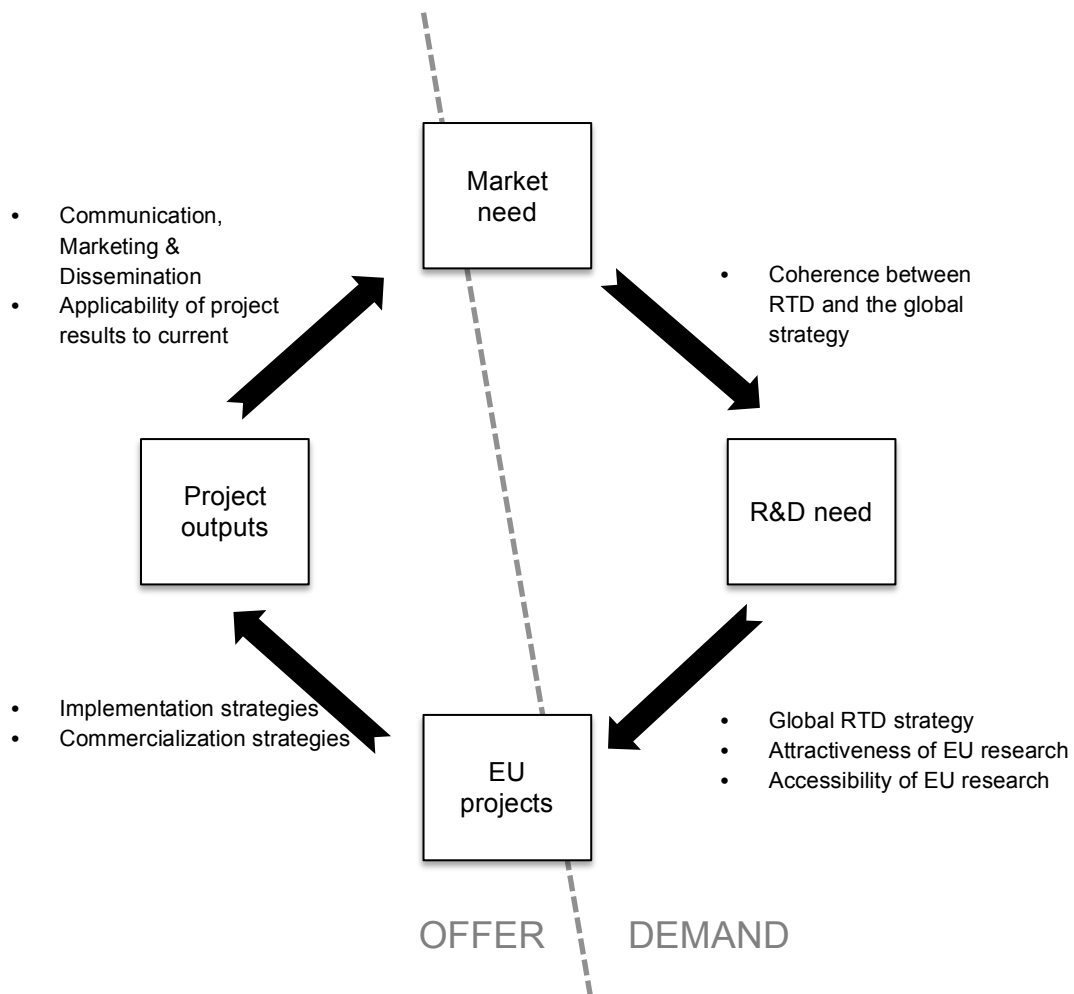 Market
need
• Communication,
Marketing &
Dissemination
• Applicability of project
results to current
• Coherence between
RTD and the global
strategy
Project
outputs
R&D need
• Implementation strategies
• Commercialization strategies
EU
projects
• Global RTD strategy
• Attractiveness of EU research
• Accessibility of EU research
OFFER
DEMAND